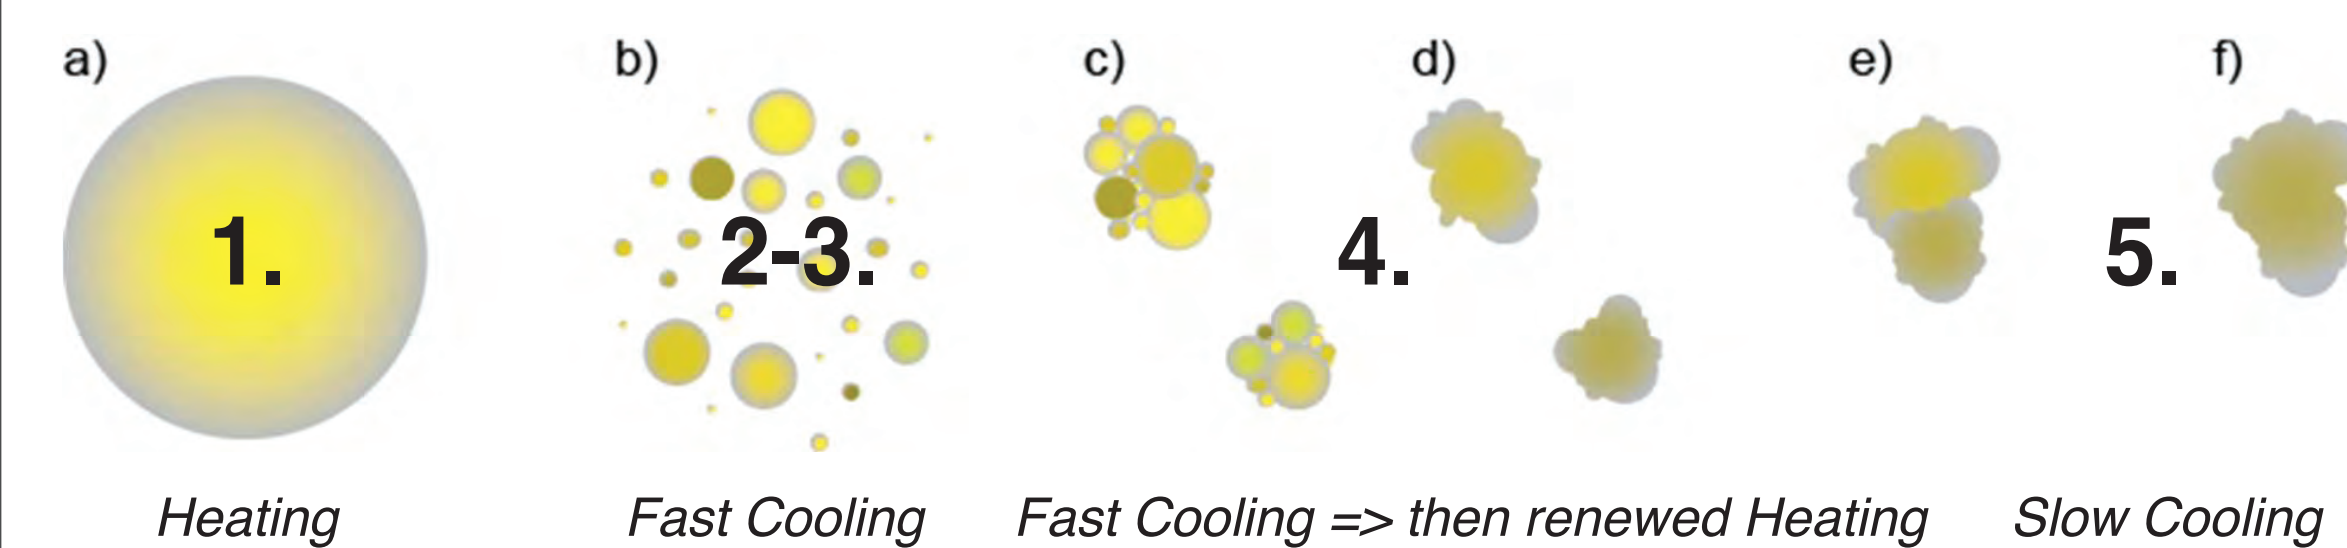 a)
b)
c)
d)
e)
f)
1.
2-3.
4.
5.
Heating
Fast Cooling
Fast Cooling => then renewed Heating
Slow Cooling